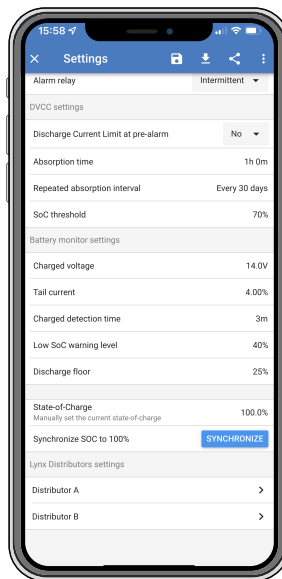 15:58
Settings
Alarm relay Intermittent
DVCC settings
Discharge Current Limit at pre-alarm No
Absorption time 1h 0m
Repeated absorption interval Every 30 days
SoC threshold 70%
Battery monitor settings
Charged voltage 14.0V
Tail current 4.00%
Charged detection time 3m
Low SoC warning level 40%
Discharge floor 25%
State-of-Charge
Manually set the current state-of-charge
100.0%
Synchronize SOC to 100% SYNCHRONIZE
Lynx Distributors settings
Distributor A
Distributor B